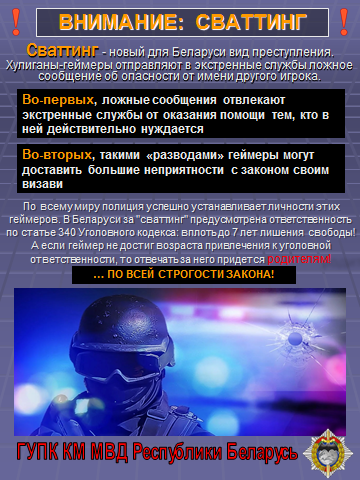 ! ВНИМАНИЕ: СВАТТИНГ !
Сваттинг - новый для Беларуси вид преступления.
Хулиганы-геймеры отправляют в экстренные службы ложное
сообщение об опасности от имени другого игрока.
Во-первых, ложные сообщения отвлекают
экстренные службы от оказания помощи тем, кто в
ней действительно нуждается
Во-вторых, такими «разводами» геймеры могут
доставить большие неприятности с законом своим
визави
По всему миру полиция успешно устанавливает личности этих
геймеров. В Беларуси за "сваттинг" предусмотрена ответственность
по статье 340 Уголовного кодекса: вплоть до 7 лет лишения свободы!
А если геймер не достиг возраста привлечения к уголовной
ответственности, то отвечать за него придется родителям!
... ПО ВСЕЙ СТРОГОСТИ ЗАКОНА!
ГУПК КМ МВД Республики Беларусь